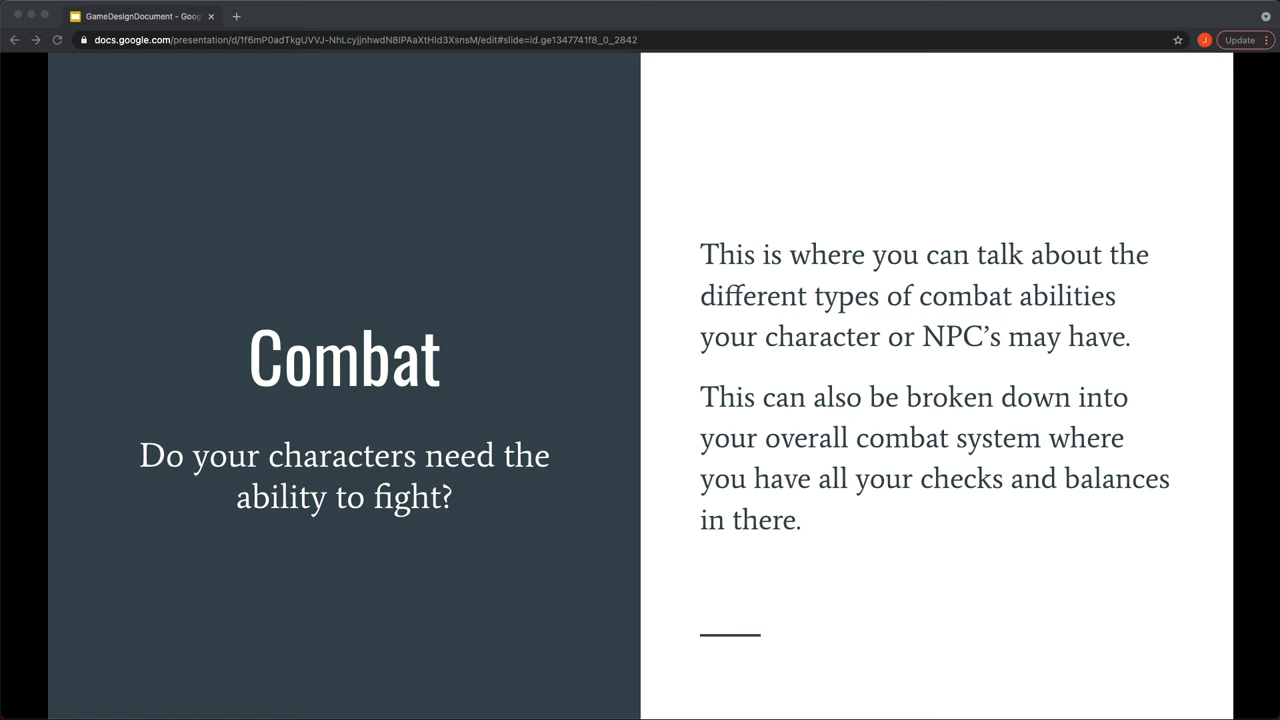 GameDesignDocument - Goog
docs.google.com/presentation/d/1f6mP0adTkgUVVJ-NhLcyjjnhwdN8lPAaXtHld3XsnsM/edit#slide=id.ge1347741f8_0_2842
J
Update
Combat
Do your characters need the
ability to fight?
This is where you can talk about the
different types of combat abilities
your character or NPC’s may have.
This can also be broken down into
your overall combat system where
you have all your checks and balances
in there.